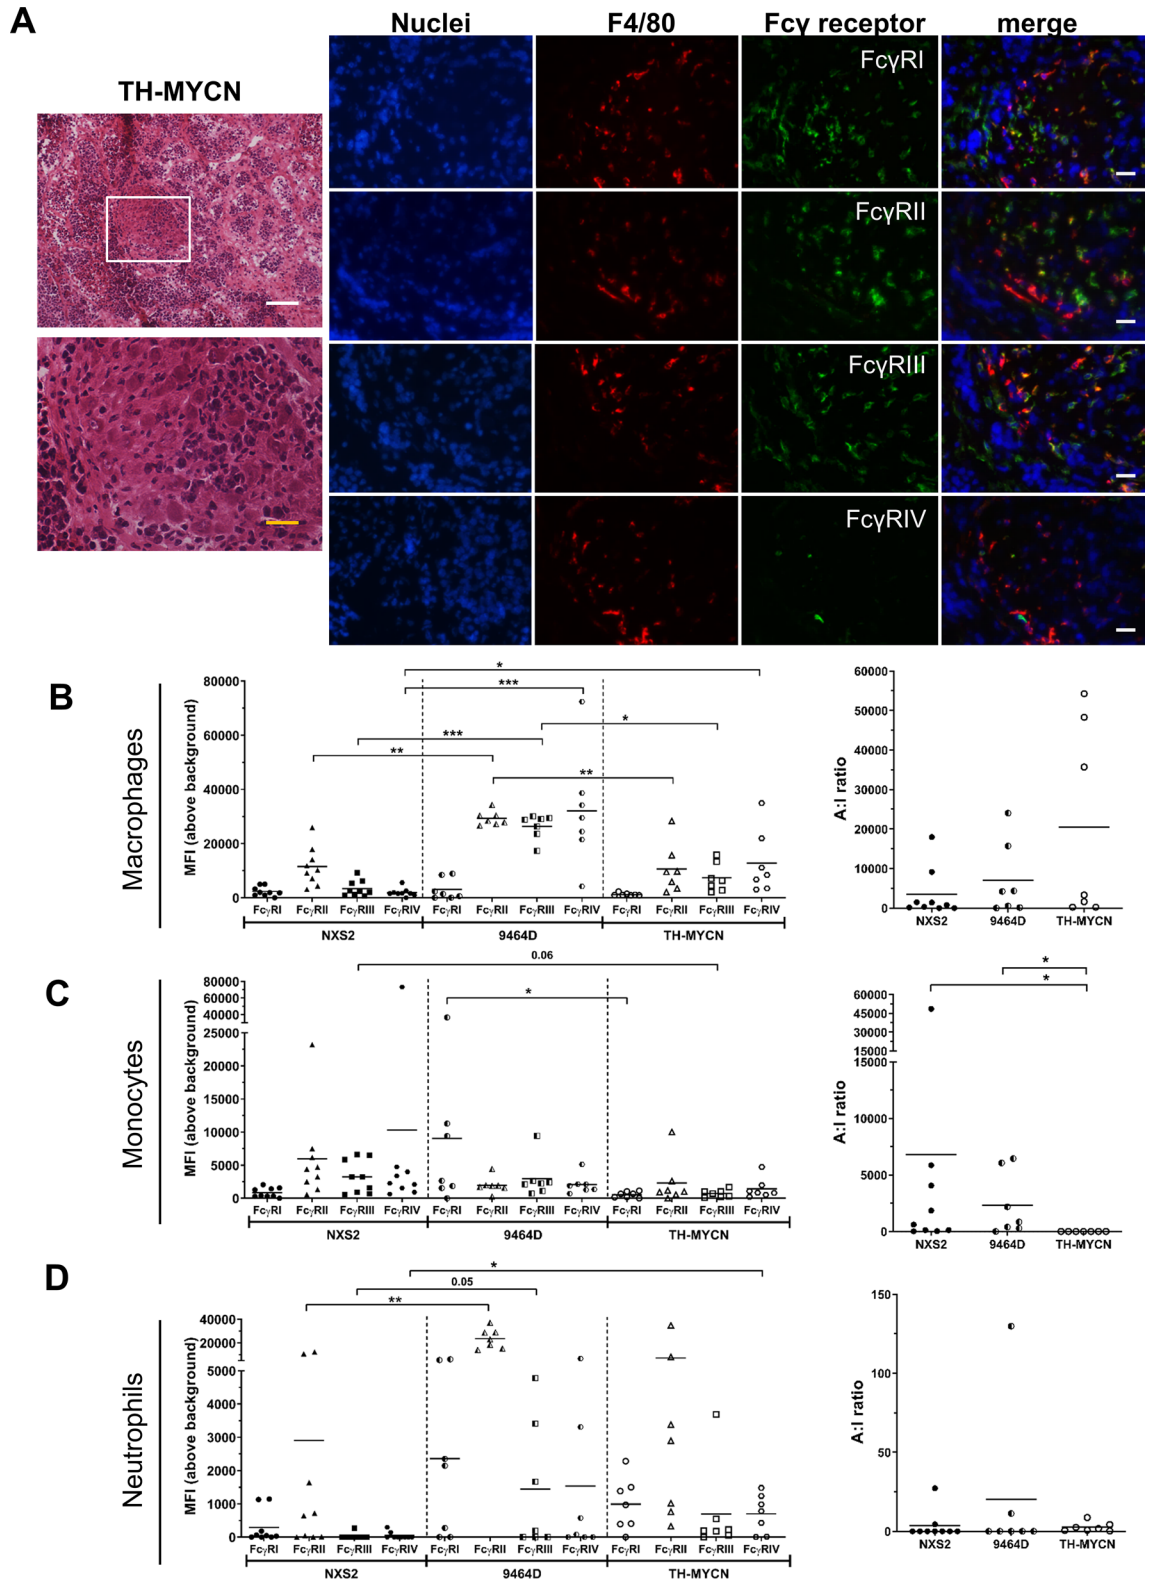 A
Nuclei F4/80 Fcγ receptor merge
TH-MYCN
FcγRI
FcγRII
FcγRIII
FcγRIV
B
Macrophages
MFI (above background)
80000
60000
40000
20000
0
* *** * *** ** **
FcγRI FcγRII FcγRIII FcγRIV FcγRI FcγRII FcγRIII FcγRIV FcγRI FcγRII FcγRIII FcγRIV
NXS2 9464D TH-MYCN
A:I ratio
60000
50000
40000
30000
20000
10000
0
NXS2 9464D TH-MYCN
C
Monocytes
MFI (above background)
80000
60000
40000
25000
20000
15000
10000
5000
0
0.06
*
FcγRI FcγRII FcγRIII FcγRIV FcγRI FcγRII FcγRIII FcγRIV FcγRI FcγRII FcγRIII FcγRIV
NXS2 9464D TH-MYCN
A:I ratio
60000
45000
30000
15000
15000
10000
5000
0
*
*
NXS2 9464D TH-MYCN
D
Neutrophils
MFI (above background)
40000
20000
5000
4000
3000
2000
1000
0
*
0.05
**
FcγRI FcγRII FcγRIII FcγRIV FcγRI FcγRII FcγRIII FcγRIV FcγRI FcγRII FcγRIII FcγRIV
NXS2 9464D TH-MYCN
A:I ratio
150
100
50
0
NXS2 9464D TH-MYCN